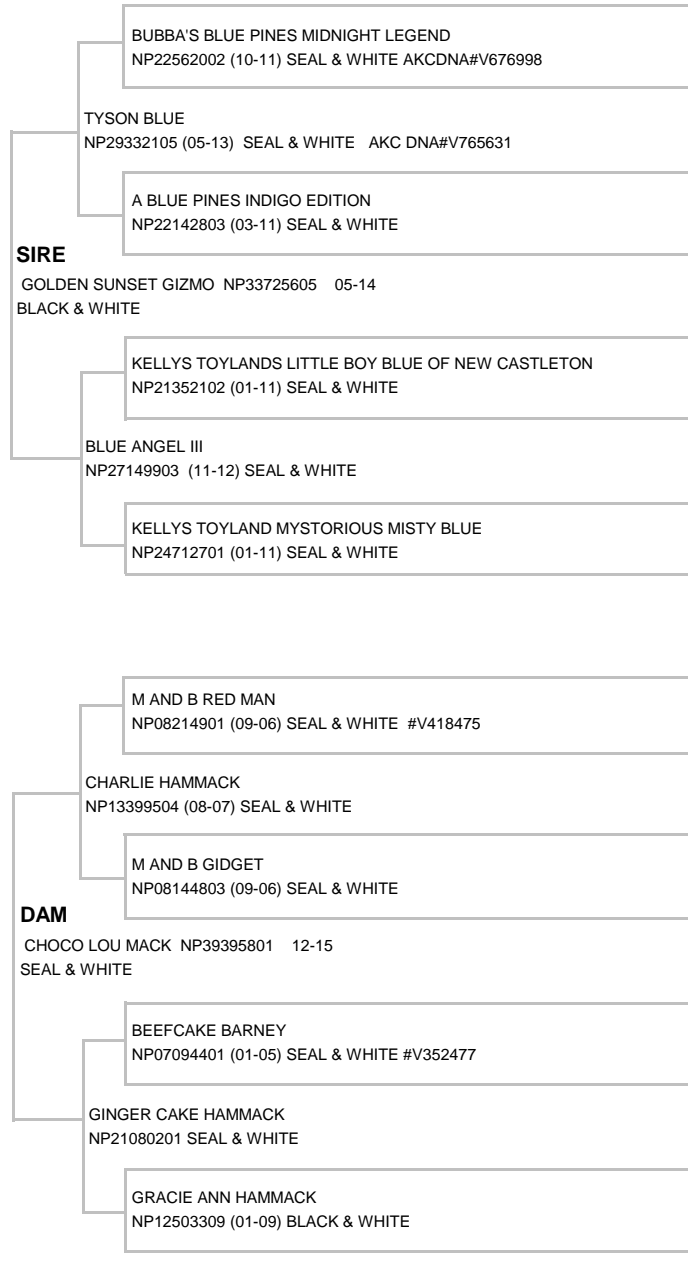 BUBBA'S BLUE PINES MIDNIGHT LEGEND
NP22562002 (10-11) SEAL & WHITE AKCDNA#V676998
TYSON BLUE
NP29332105 (05-13) SEAL & WHITE AKC DNA#V765631
A BLUE PINES INDIGO EDITION
NP22142803 (03-11) SEAL & WHITE
SIRE
GOLDEN SUNSET GIZMO NP33725605 05-14
BLACK & WHITE
KELLYS TOYLANDS LITTLE BOY BLUE OF NEW CASTLETON
NP21352102 (01-11) SEAL & WHITE
BLUE ANGEL III
NP27149903 (11-12) SEAL & WHITE
KELLYS TOYLAND MYSTORIOUS MISTY BLUE
NP24712701 (01-11) SEAL & WHITE
M AND B RED MAN
NP08214901 (09-06) SEAL & WHITE #V418475
CHARLIE HAMMACK
NP13399504 (08-07) SEAL & WHITE
M AND B GIDGET
NP08144803 (09-06) SEAL & WHITE
DAM
CHOCO LOU MACK NP39395801 12-15
SEAL & WHITE
BEEFCAKE BARNEY
NP07094401 (01-05) SEAL & WHITE #V352477
GINGER CAKE HAMMACK
NP21080201 SEAL & WHITE
GRACIE ANN HAMMACK
NP12503309 (01-09) BLACK & WHITE